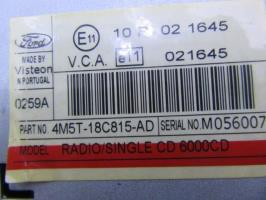 Ford
E11
10 R 02 1645
MADE BY
Visteon
IN PORTUGAL
V.C.A.
e11
021645
0259A
PART NO. 4M5T-18C815-AD
SERIAL NO. M056007
MODEL RADIO/SINGLE CD 6000CD